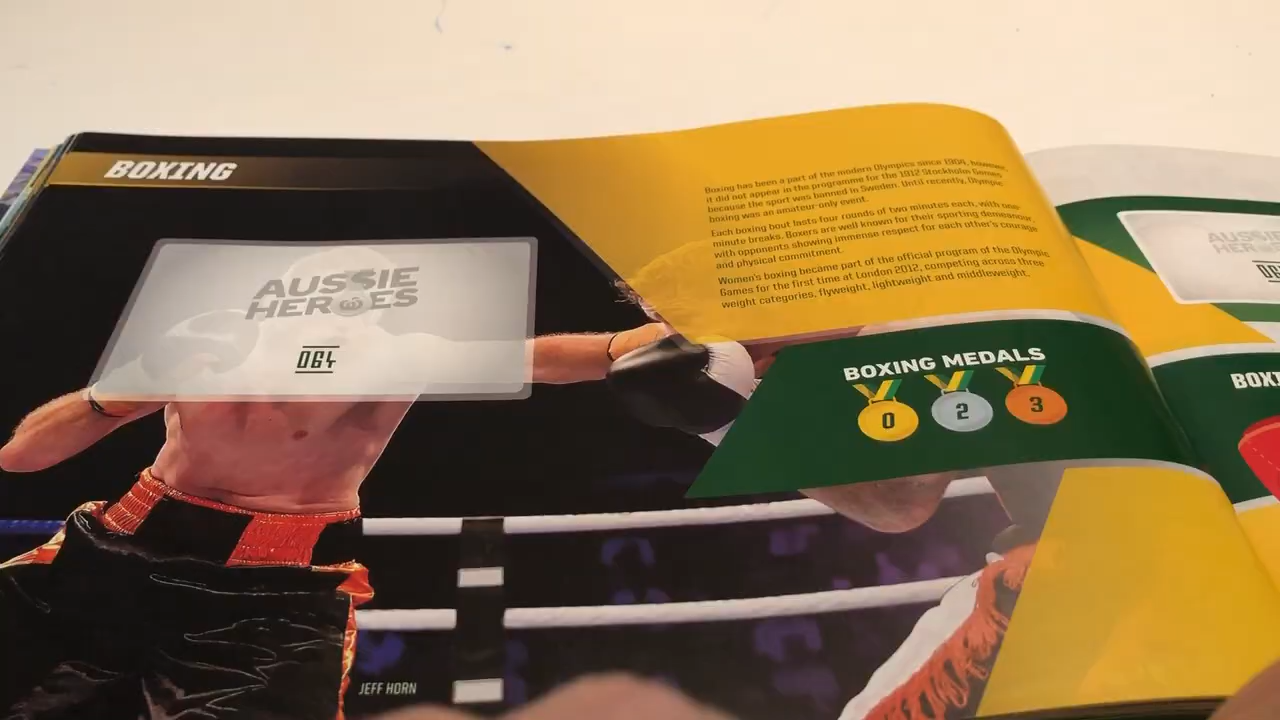 BOXING
AUSSIE
HEROES
064
Boxing has been a part of the modern Olympics since 1904, however
it did not appear in the programme for the 1912 Stockholm Games
because the sport was banned in Sweden. Until recently, Olympic
boxing was an amateur-only event.
Each boxing bout lasts four rounds of two minutes each, with one-
minute breaks. Boxers are well known for their sporting demeanour,
with opponents showing immense respect for each other's courage
and physical commitment.
Women's boxing became part of the official program of the Olympic
Games for the first time at London 2012, competing across three
weight categories, flyweight, lightweight and middleweight.
BOXING MEDALS
0 2 3
JEFF HORN
AUSSIE
HER
06
BOXI